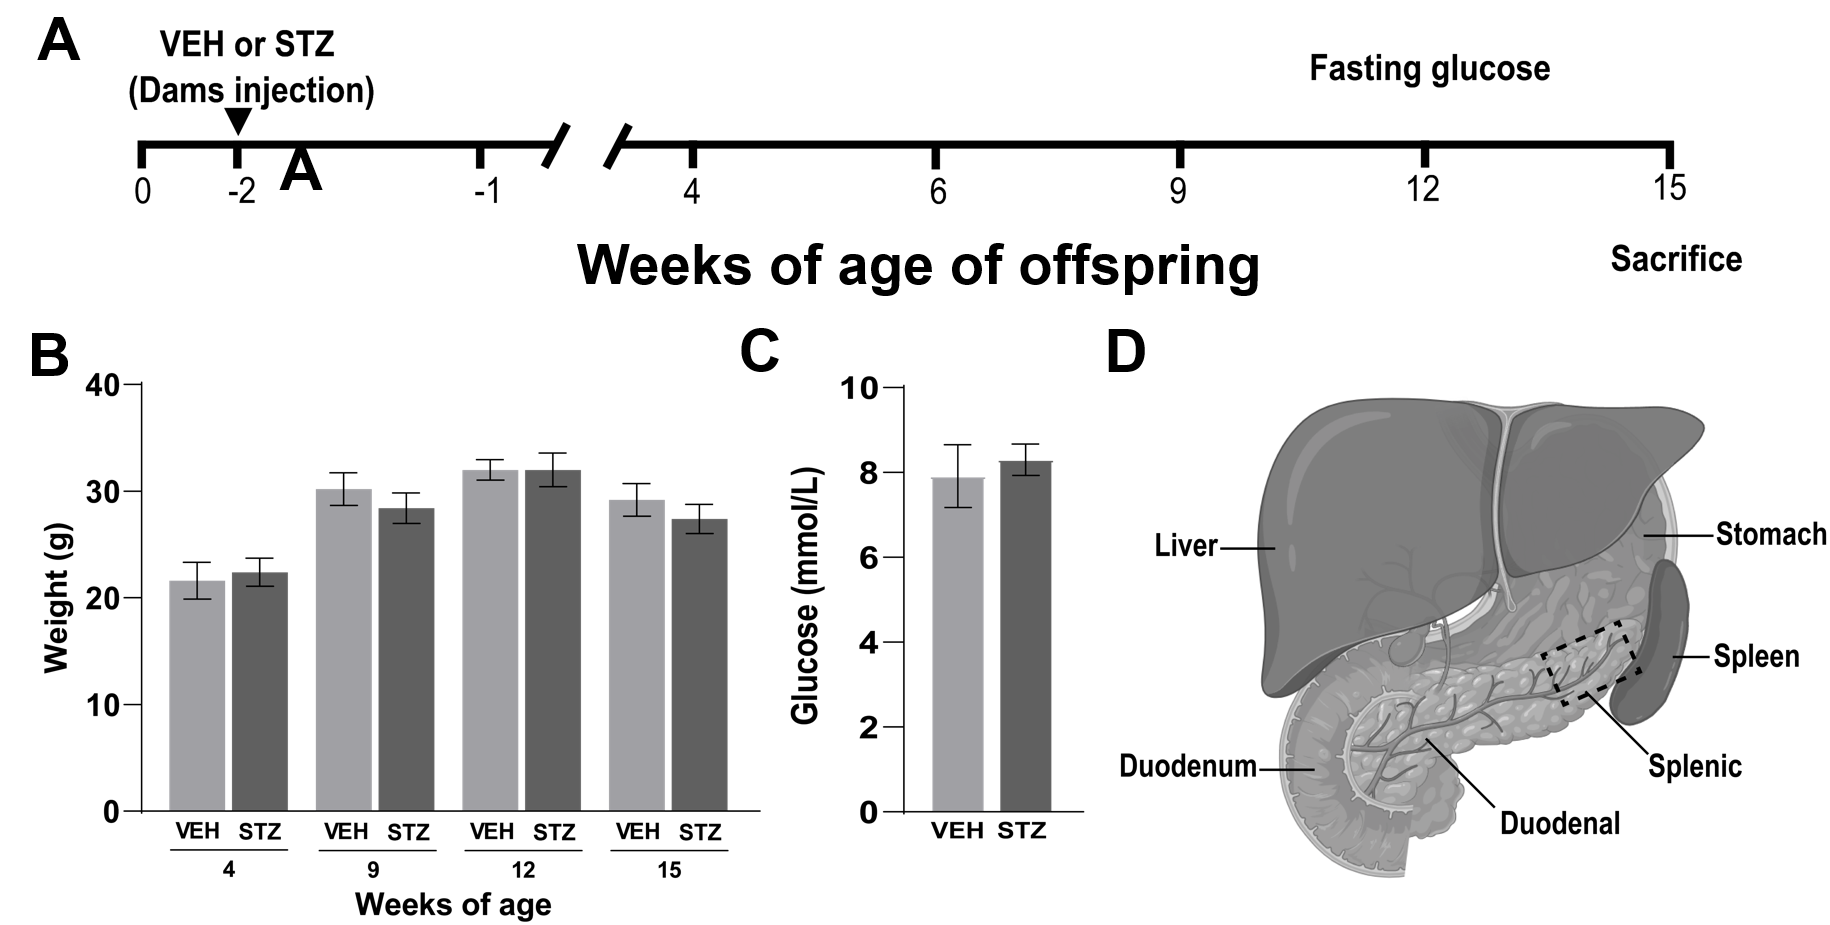 A
VEH or STZ
(Dams injection)
Fasting glucose
0 -2 A -1 4 6 9 12 15
Weeks of age of offspring
Sacrifice
B
Weight (g)
40
30
20
10
0
VEH STZ VEH STZ VEH STZ VEH STZ
4 9 12 15
Weeks of age
C
Glucose (mmol/L)
10
8
6
4
2
0
VEH STZ
D
Liver
Stomach
Spleen
Duodenum
Splenic
Duodenal